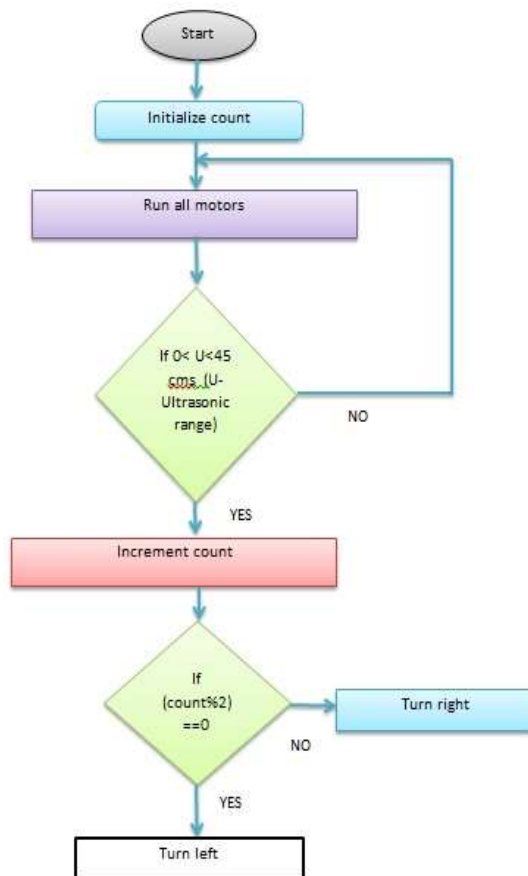 Start
Initialize count
Run all motors
If 0< U<45
cms (U-
Ultrasonic
range)
NO
YES
Increment count
If
(count%2)
==0
Turn right
NO
YES
Turn left